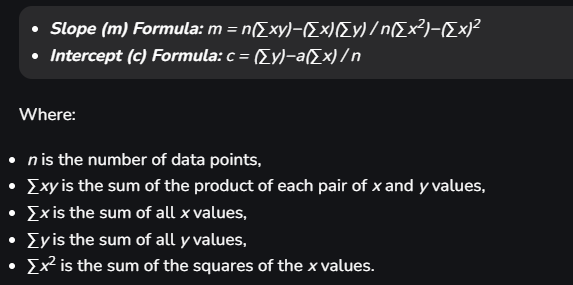 • Slope (m) Formula: m = n(∑xy)−(∑x)(∑y) / n(∑x²)−(∑x)²
• Intercept (c) Formula: c = (∑y)−a(∑x) / n
Where:
• n is the number of data points,
• ∑xy is the sum of the product of each pair of x and y values,
• ∑x is the sum of all x values,
• ∑y is the sum of all y values,
• ∑x² is the sum of the squares of the x values.